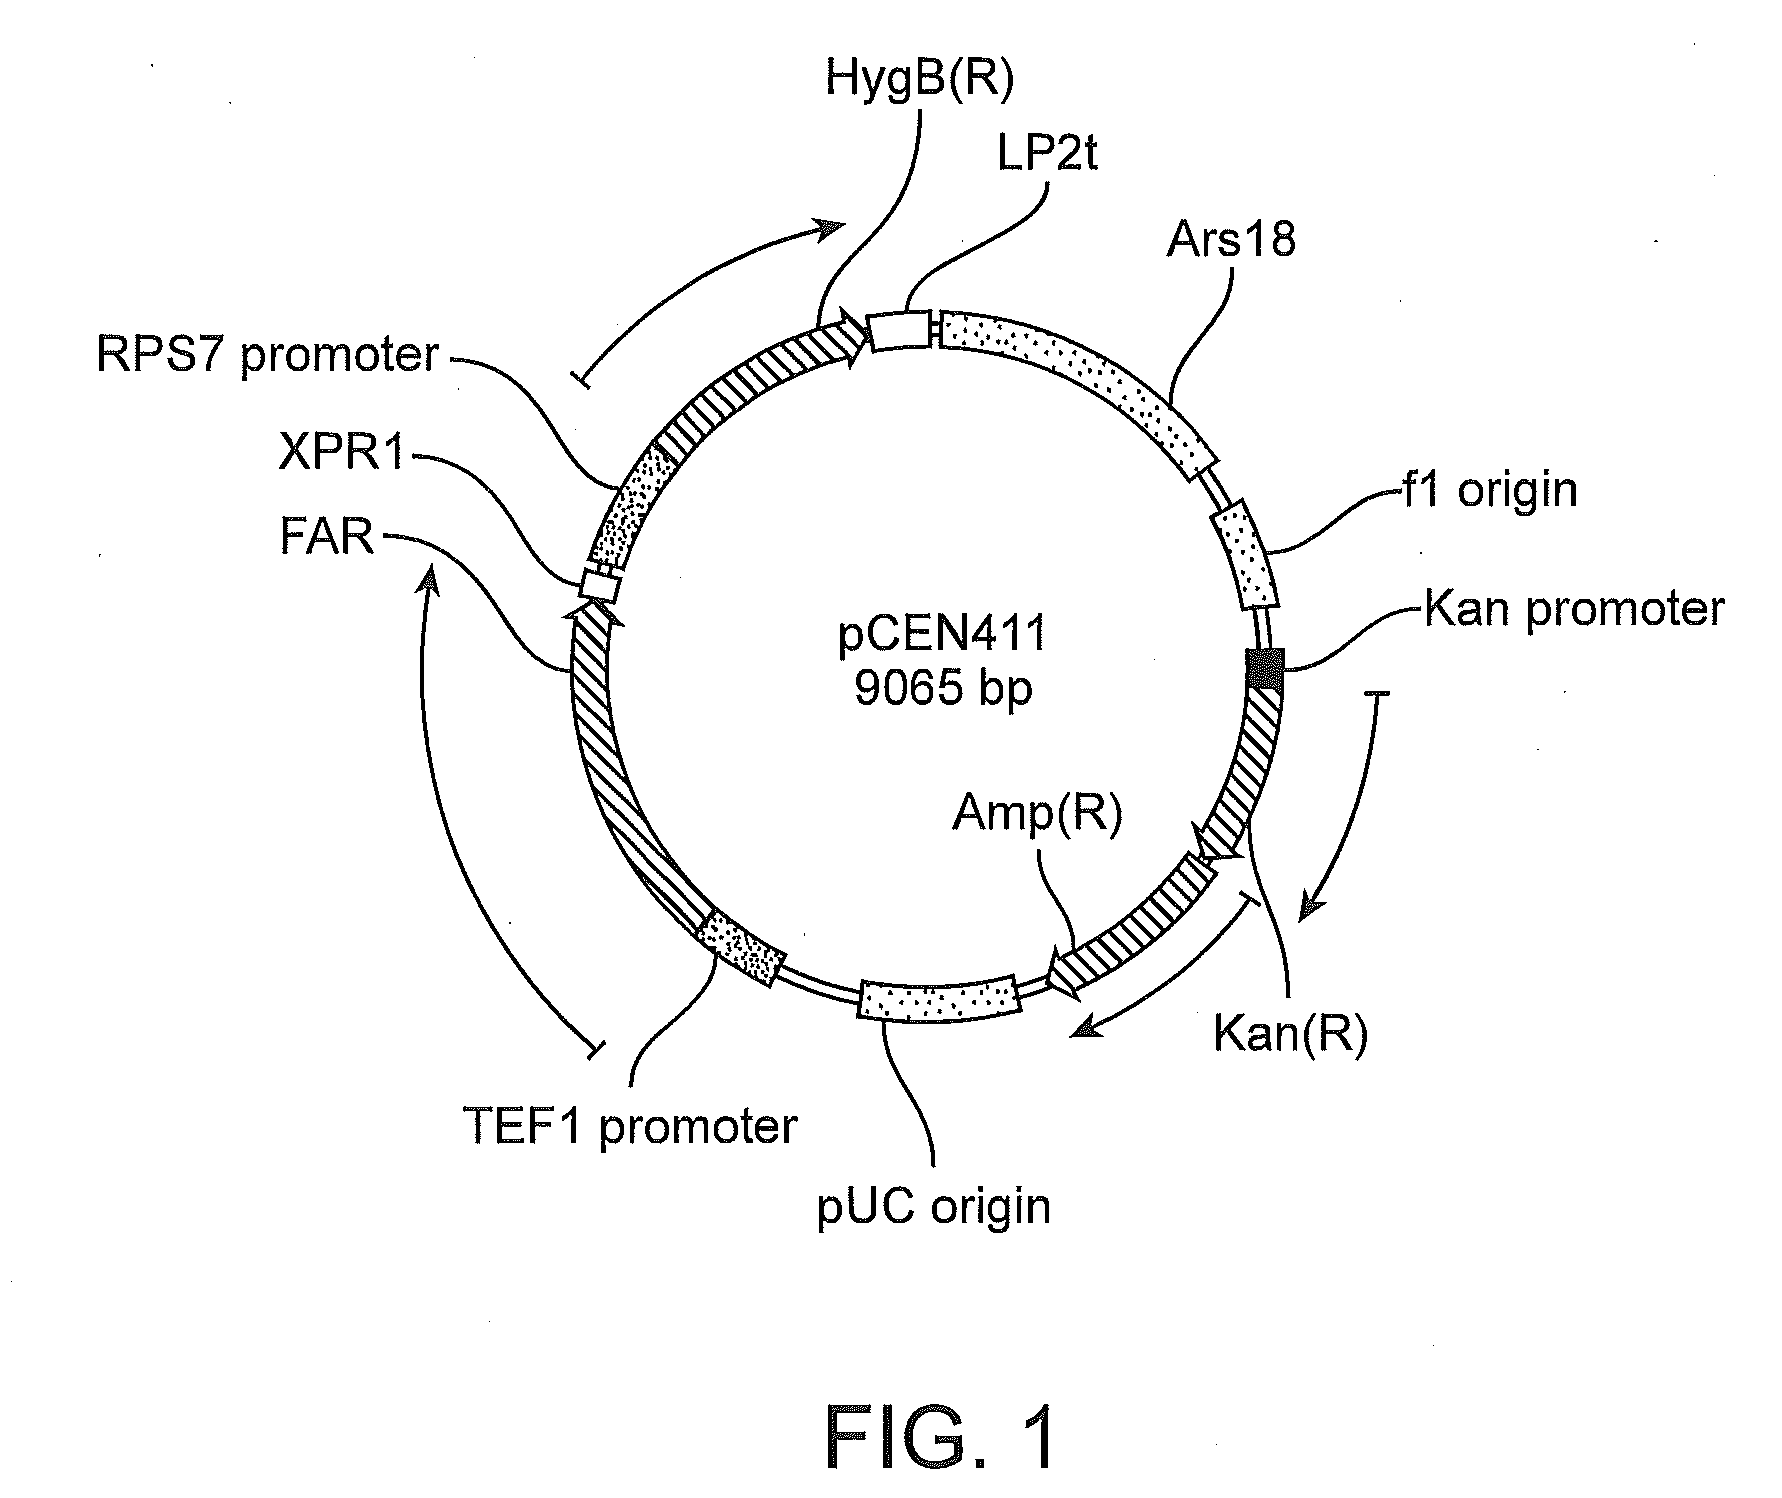 HygB(R)
LP2t
Ars18
RPS7 promoter
XPR1
f1 origin
FAR
Kan promoter
pCEN411
9065 bp
Amp(R)
Kan(R)
TEF1 promoter
pUC origin
FIG. 1